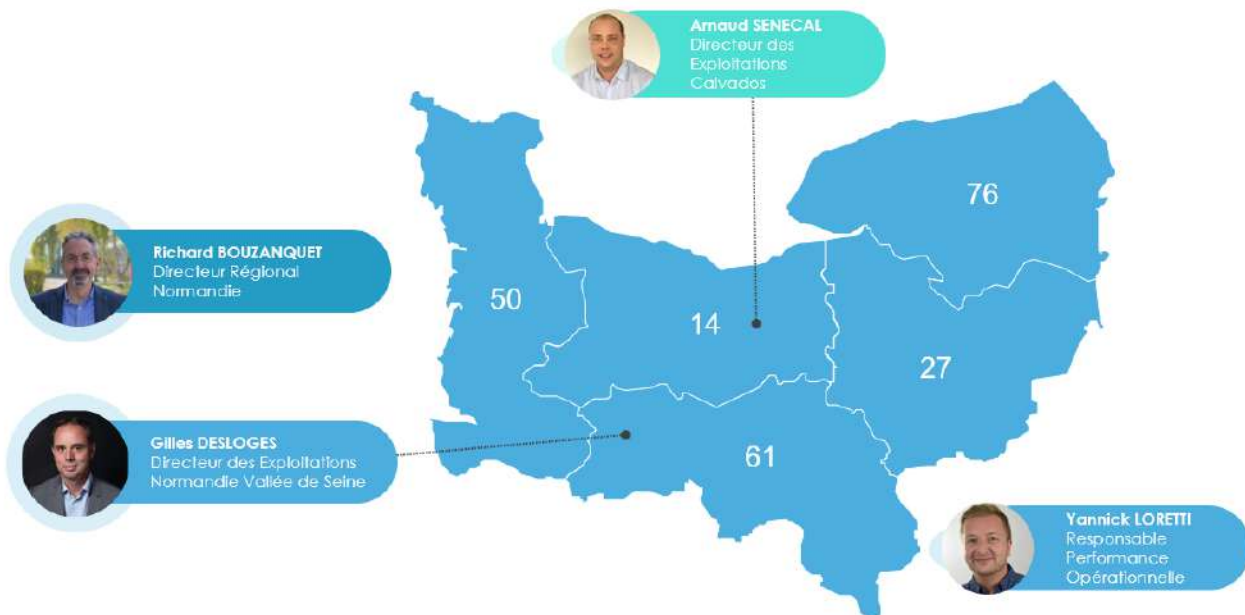 Arnaud SENECAL
Directeur des
Exploitations
Calvados
76
Richard BOUZANQUET
Directeur Régional
Normandie
50
14
27
Gilles DESLOGES
Directeur des Exploitations
Normandie Vallée de Seine
61
Yannick LORETTI
Responsable
Performance
Opérationnelle